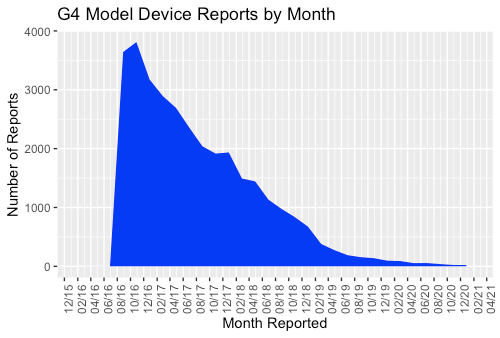 G4 Model Device Reports by Month
Number of Reports
4000
3000
2000
1000
0
12/15 02/16 04/16 06/16 08/16 10/16 12/16 02/17 04/17 06/17 08/17 10/17 12/17 02/18 04/18 06/18 08/18 10/18 12/18 02/19 04/19 06/19 08/19 10/19 12/19 02/20 04/20 06/20 08/20 10/20 12/20 02/21 04/21
Month Reported